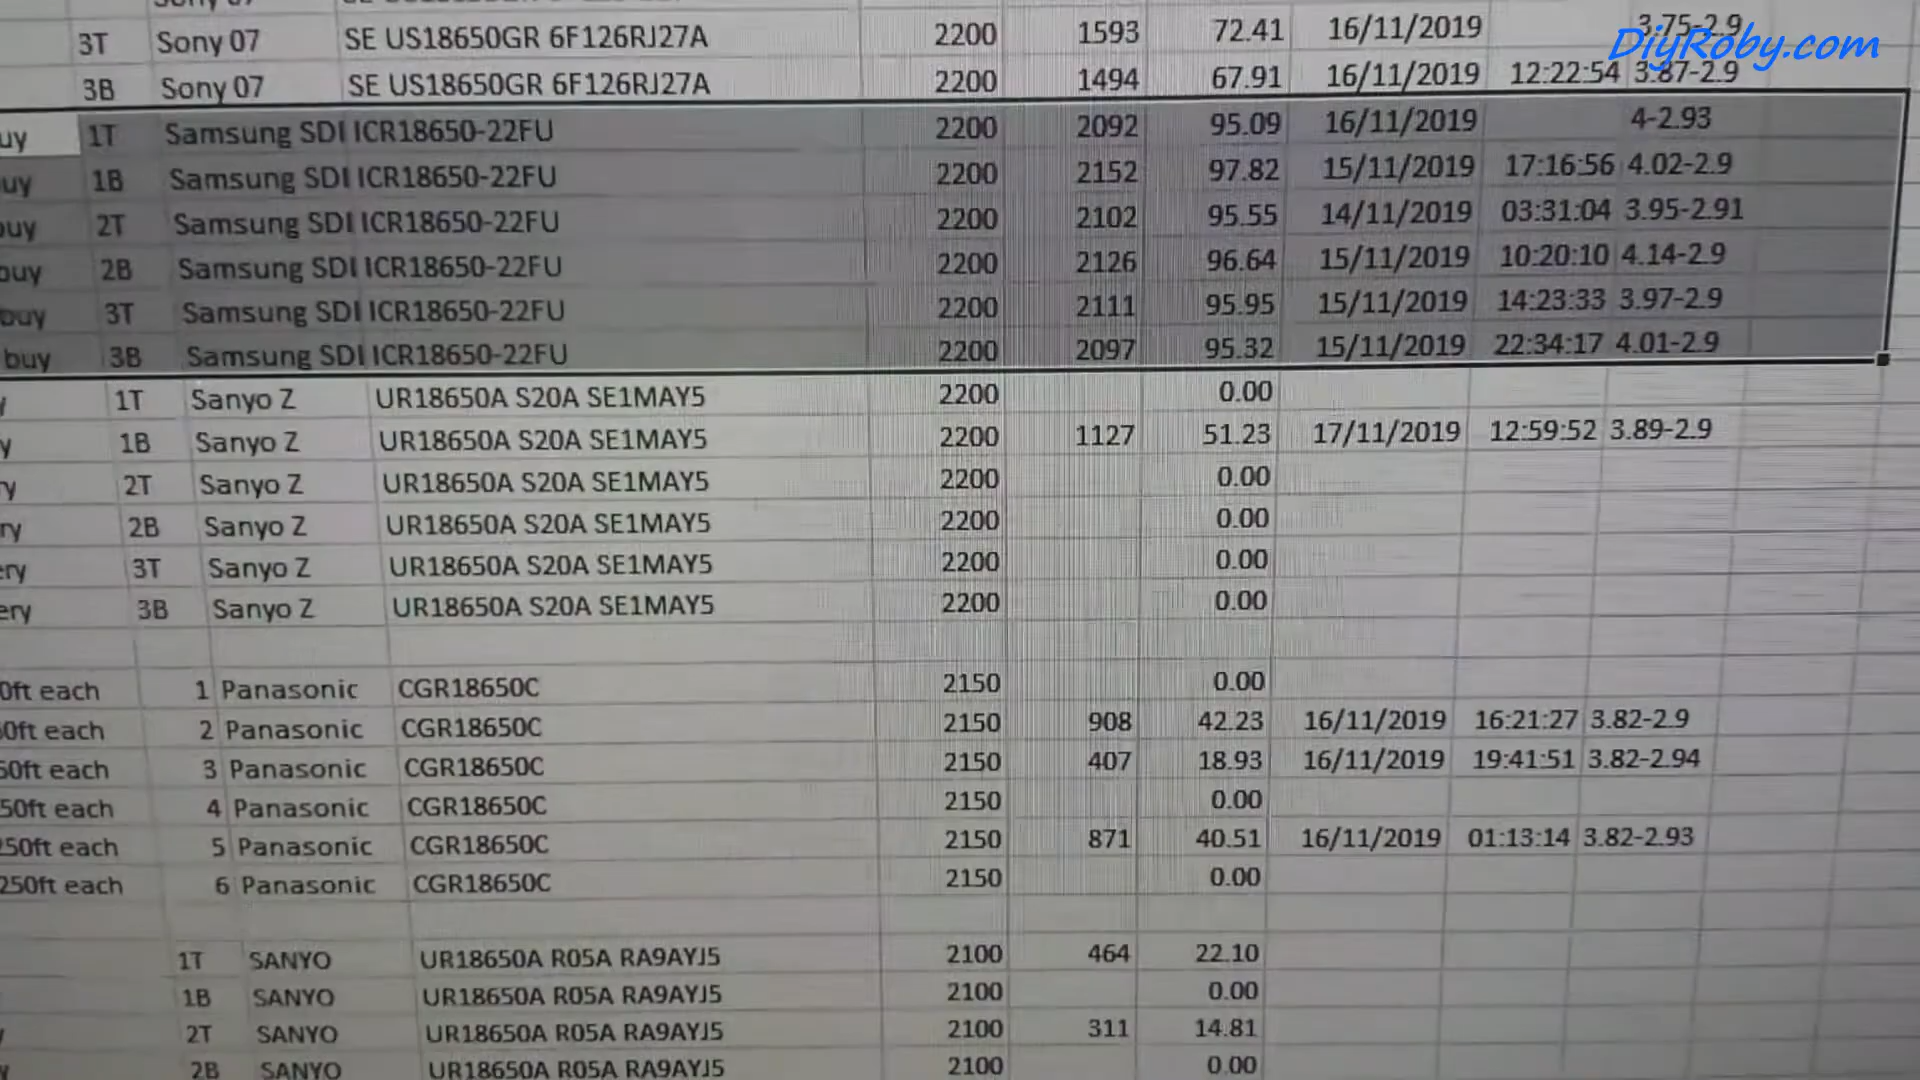 3T Sony 07 SE US18650GR 6F126RJ27A 2200 1593 72.41 16/11/2019 3.75-2.9
DiyRoby.com
3B Sony 07 SE US18650GR 6F126RJ27A 2200 1494 67.91 16/11/2019 12:22:54 3.87-2.9
uy 1T Samsung SDI ICR18650-22FU 2200 2092 95.09 16/11/2019 4-2.93
uy 1B Samsung SDI ICR18650-22FU 2200 2152 97.82 15/11/2019 17:16:56 4.02-2.9
buy 2T Samsung SDI ICR18650-22FU 2200 2102 95.55 14/11/2019 03:31:04 3.95-2.91
buy 2B Samsung SDI ICR18650-22FU 2200 2126 96.64 15/11/2019 10:20:10 4.14-2.9
buy 3T Samsung SDI ICR18650-22FU 2200 2111 95.95 15/11/2019 14:23:33 3.97-2.9
buy 3B Samsung SDI ICR18650-22FU 2200 2097 95.32 15/11/2019 22:34:17 4.01-2.9
1T Sanyo Z UR18650A S20A SE1MAY5 2200 0.00
y 1B Sanyo Z UR18650A S20A SE1MAY5 2200 1127 51.23 17/11/2019 12:59:52 3.89-2.9
ry 2T Sanyo Z UR18650A S20A SE1MAY5 2200 0.00
ry 2B Sanyo Z UR18650A S20A SE1MAY5 2200 0.00
ery 3T Sanyo Z UR18650A S20A SE1MAY5 2200 0.00
ery 3B Sanyo Z UR18650A S20A SE1MAY5 2200 0.00
0ft each 1 Panasonic CGR18650C 2150 0.00
0ft each 2 Panasonic CGR18650C 2150 908 42.23 16/11/2019 16:21:27 3.82-2.9
50ft each 3 Panasonic CGR18650C 2150 407 18.93 16/11/2019 19:41:51 3.82-2.94
50ft each 4 Panasonic CGR18650C 2150 0.00
250ft each 5 Panasonic CGR18650C 2150 871 40.51 16/11/2019 01:13:14 3.82-2.93
250ft each 6 Panasonic CGR18650C 2150 0.00
1T SANYO UR18650A R05A RA9AYJ5 2100 464 22.10
1B SANYO UR18650A R05A RA9AYJ5 2100 0.00
2T SANYO UR18650A R05A RA9AYJ5 2100 311 14.81
2B SANYO UR18650A R05A RA9AYJ5 2100 0.00